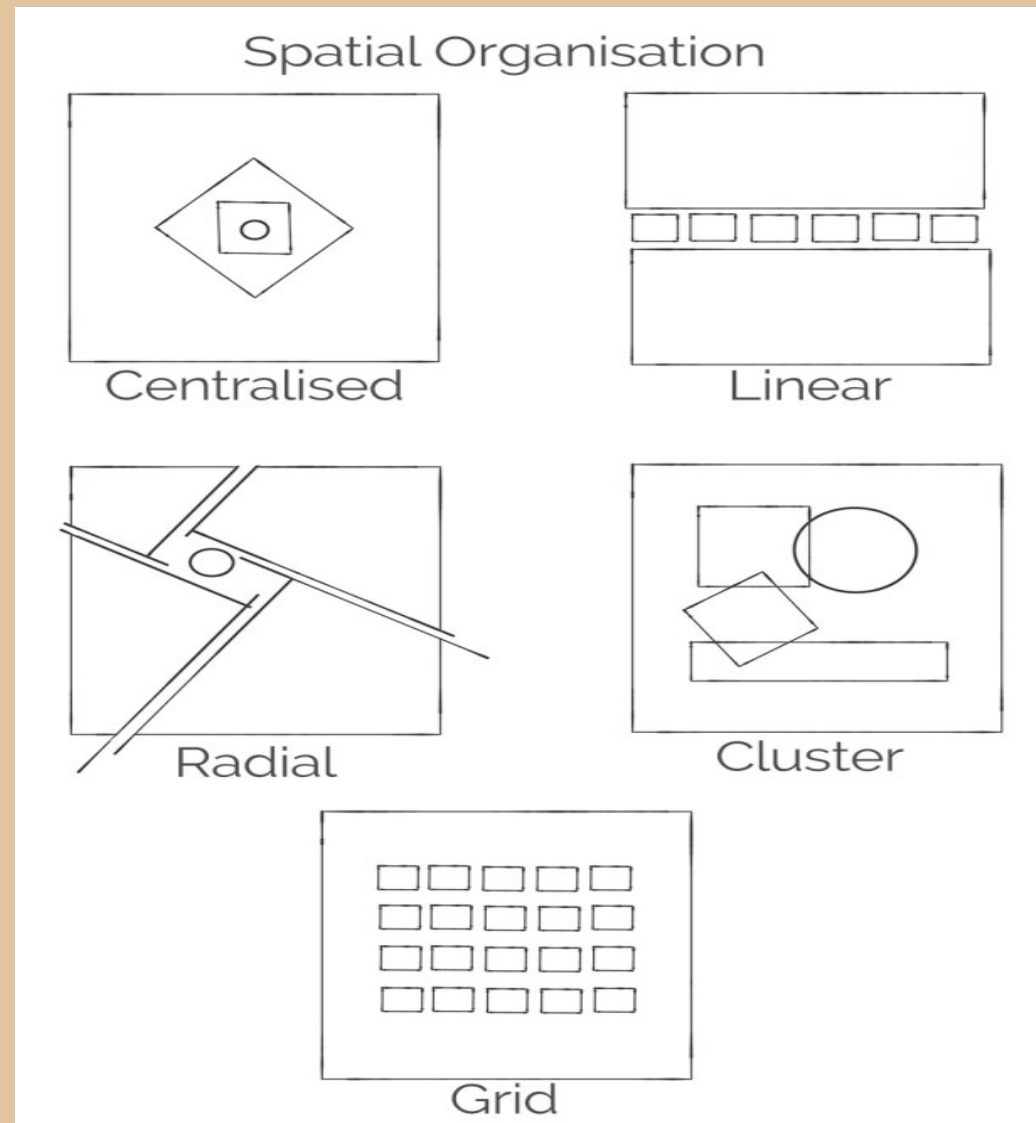 Spatial Organisation
Centralised
Linear
Radial
Cluster
Grid